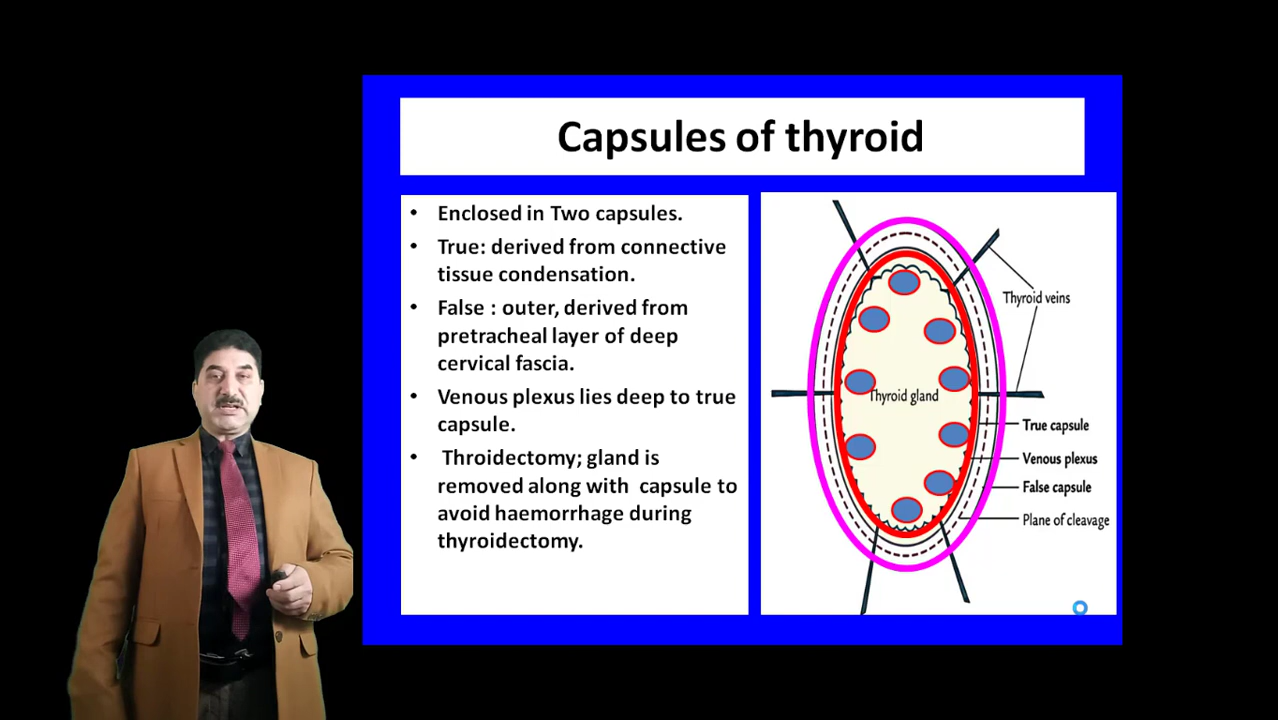 Capsules of thyroid
• Enclosed in Two capsules.
• True: derived from connective
tissue condensation.
• False : outer, derived from
pretracheal layer of deep
cervical fascia.
• Venous plexus lies deep to true
capsule.
• Throidectomy; gland is
removed along with capsule to
avoid haemorrhage during
thyroidectomy.
Thyroid veins
Thyroid gland
True capsule
Venous plexus
False capsule
Plane of cleavage